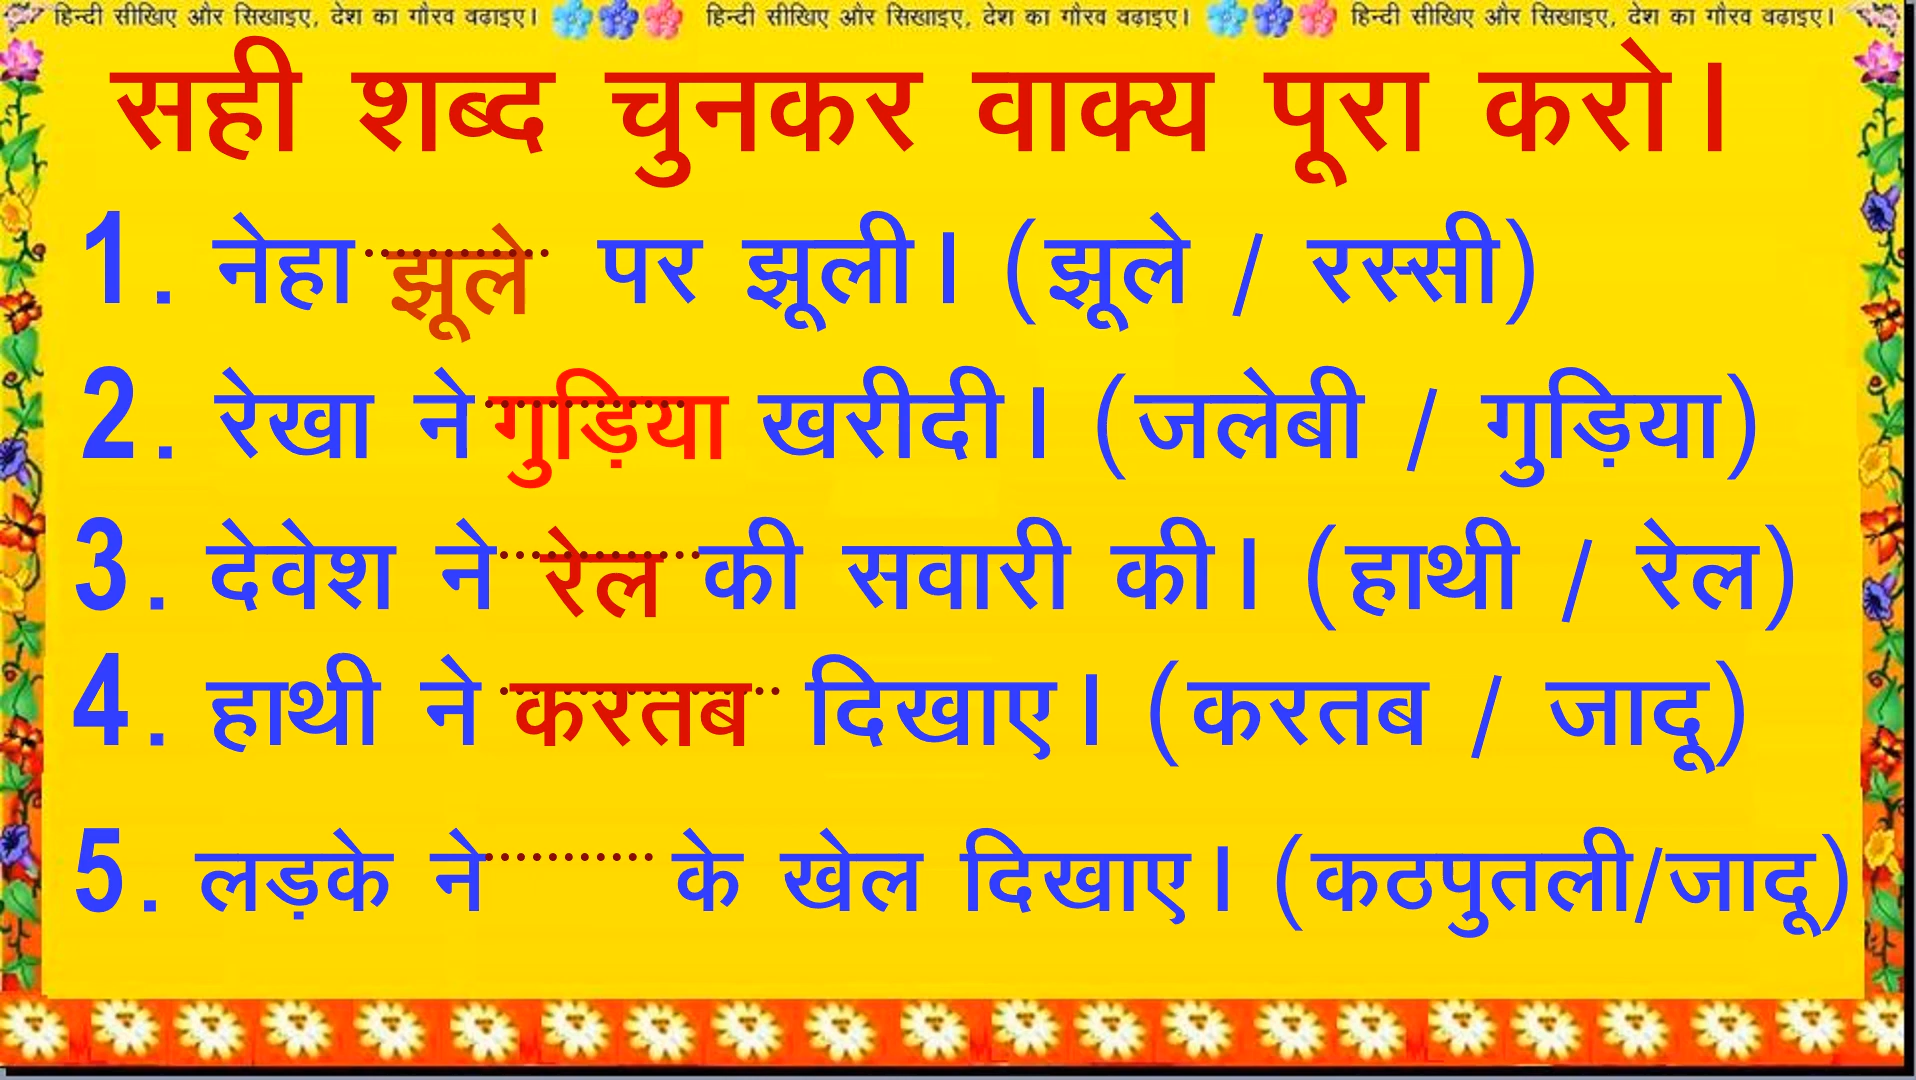 हिन्दी सीखिए और सिखाइए, देश का गौरव बढ़ाइए। हिन्दी सीखिए और सिखाइए, देश का गौरव बढ़ाइए। हिन्दी सीखिए और सिखाइए, देश का गौरव बढ़ाइए।
सही शब्द चुनकर वाक्य पूरा करो।
1. नेहा झूले पर झूली। (झूले / रस्सी)
2. रेखा ने गुड़िया खरीदी। (जलेबी / गुड़िया)
3. देवेश ने रेल की सवारी की। (हाथी / रेल)
4. हाथी ने करतब दिखाए। (करतब / जादू)
5. लड़के ने........... के खेल दिखाए। (कठपुतली/जादू)